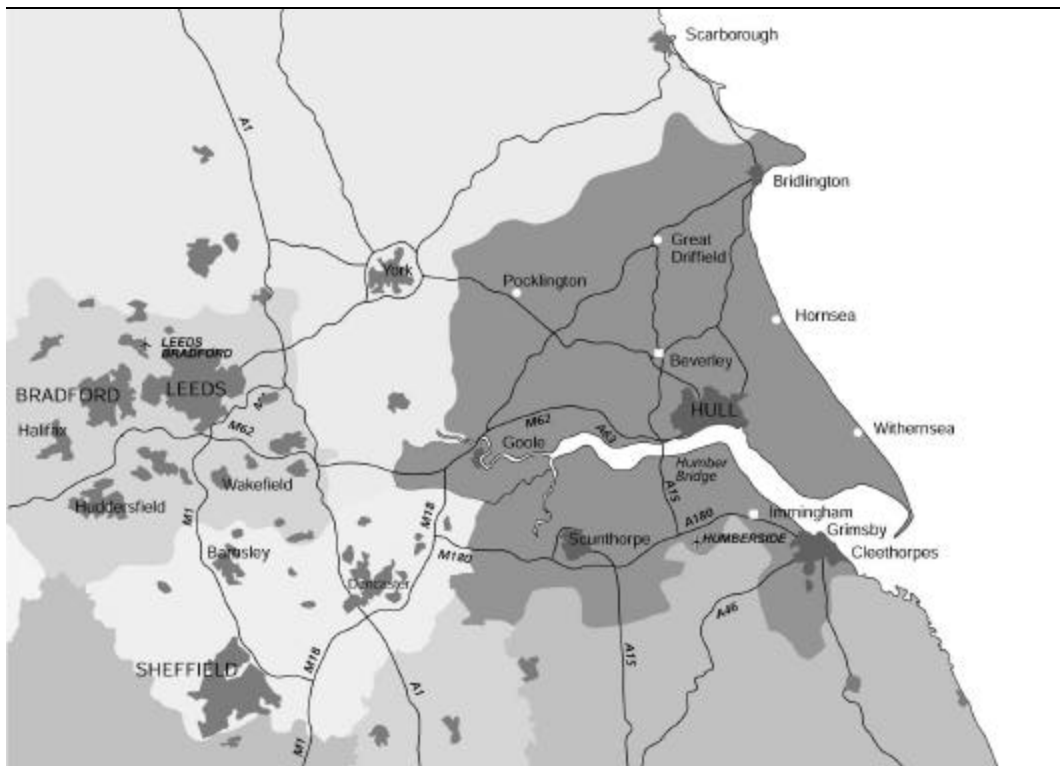 Scarborough
A1
Bridlington
Great
Driffield
York
Pocklington
Hornsea
LEEDS
BRADFORD
Beverley
BRADFORD
LEEDS
HULL
M62
Halifax
M62
A63
Goole
Withernsea
Humber
Bridge
Wakefield
A15
Huddersfield
M1
M18
A180
Immingham
Grimsby
Scunthorpe
HUMBERSIDE
Cleethorpes
Barnsley
M180
Doncaster
A46
SHEFFIELD
M18
A15
A1
M1